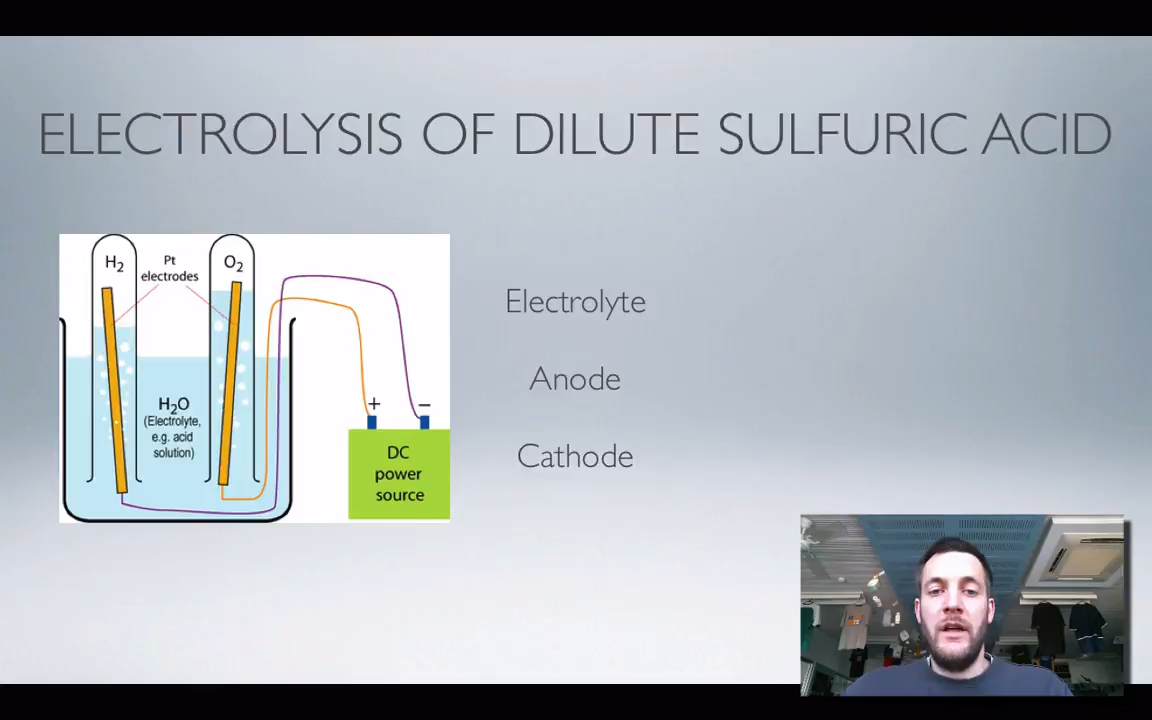 ELECTROLYSIS OF DILUTE SULFURIC ACID
H2
Pt
electrodes
O2
H2O
(Electrolyte,
e.g. acid
solution)
+
−
DC
power
source
Electrolyte
Anode
Cathode